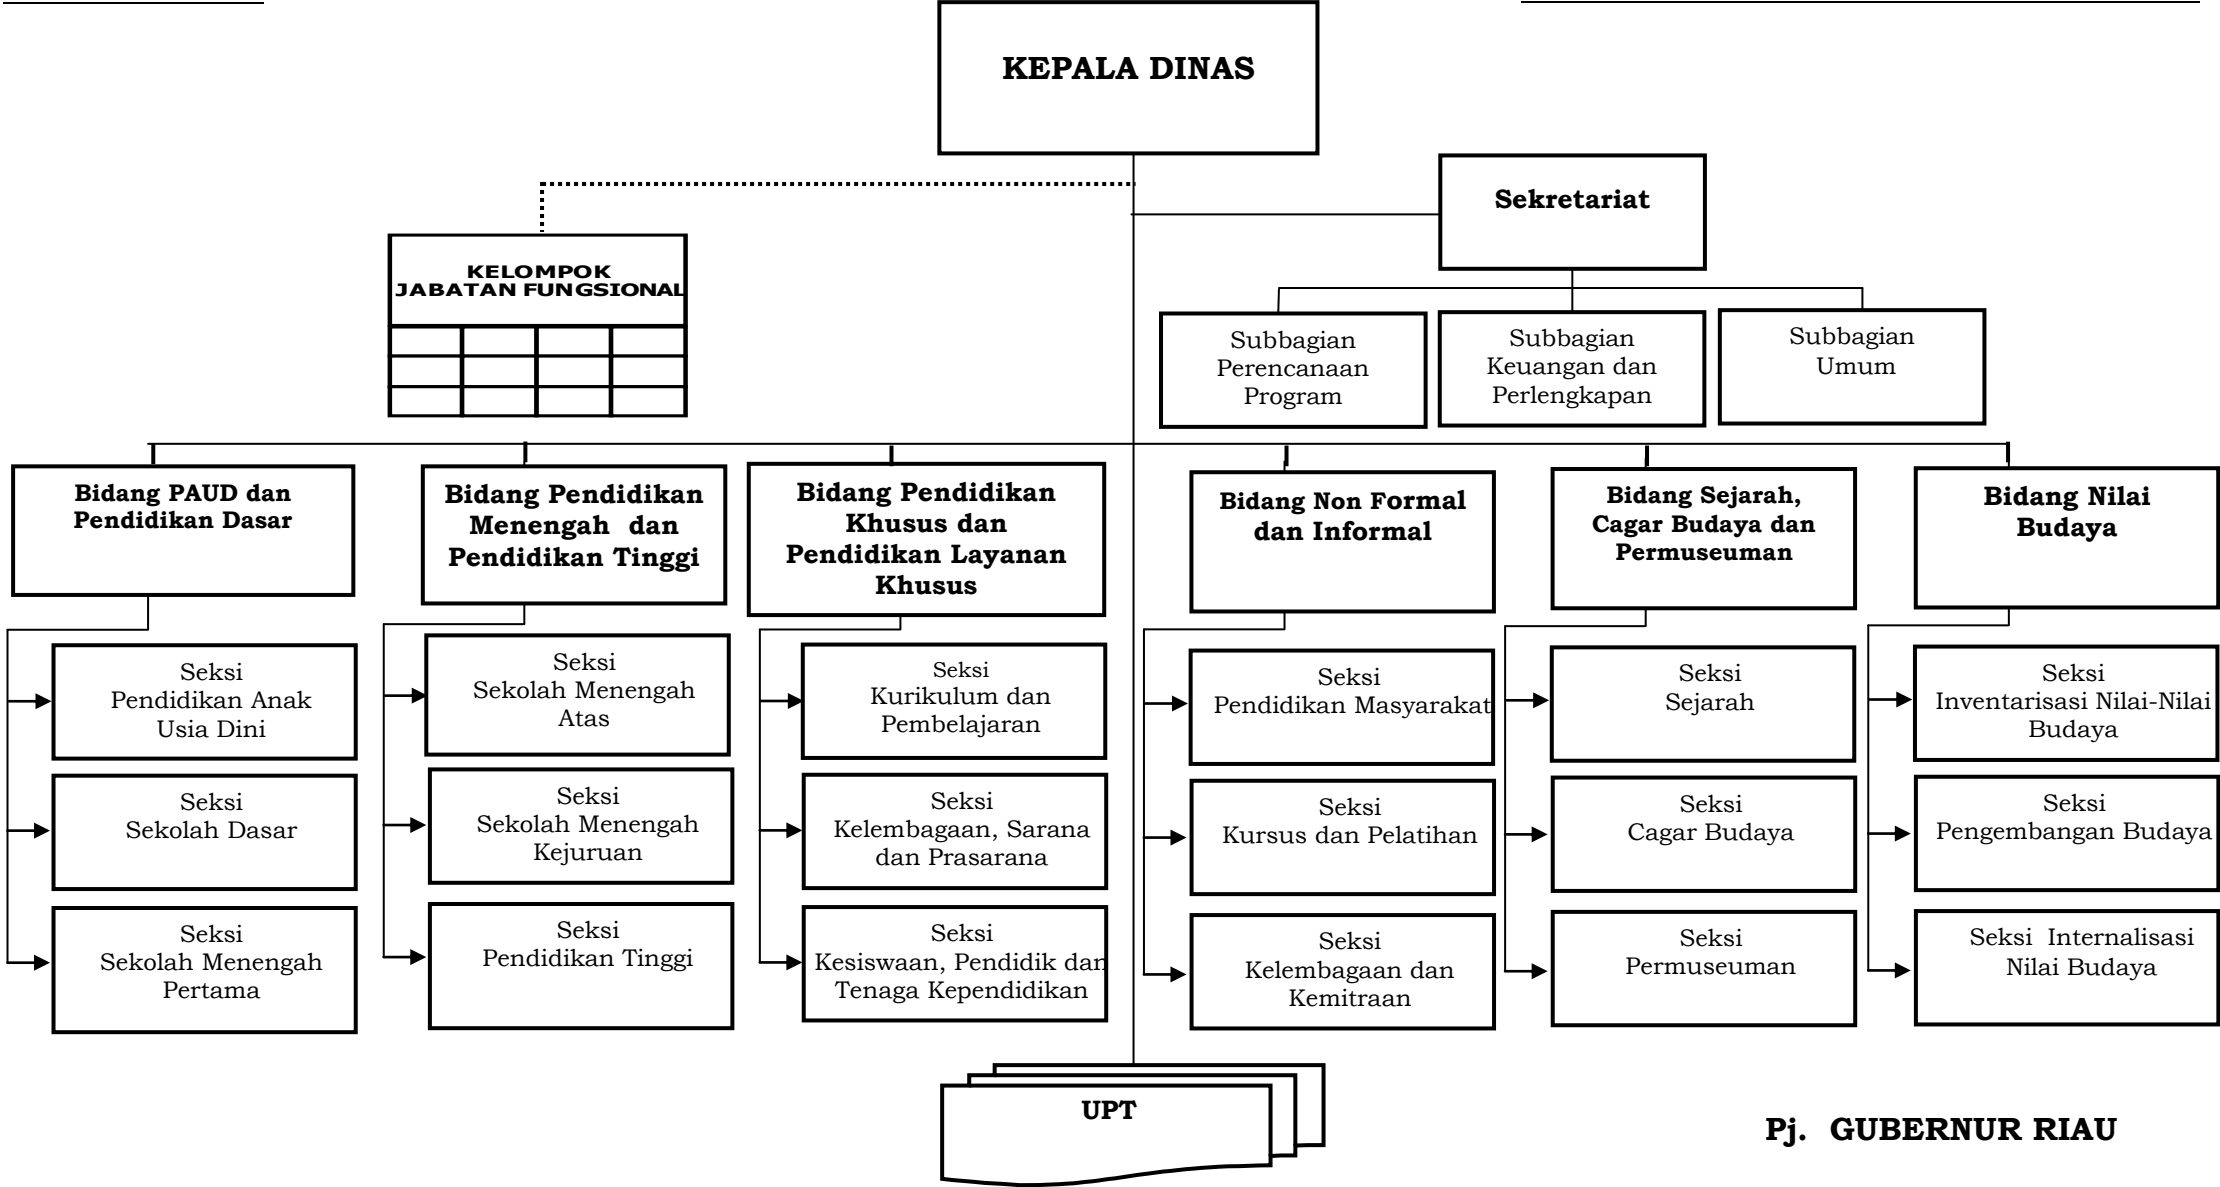 KEPALA DINAS
Sekretariat
KELOMPOK
JABATAN FUNGSIONAL
Subbagian
Perencanaan
Program
Subbagian
Keuangan dan
Perlengkapan
Subbagian
Umum
Bidang PAUD dan
Pendidikan Dasar
Bidang Pendidikan
Menengah  dan
Pendidikan Tinggi
Bidang Pendidikan
Khusus dan
Pendidikan Layanan
Khusus
Bidang Non Formal
dan Informal
Bidang Sejarah,
Cagar Budaya dan
Permuseuman
Bidang Nilai
Budaya
Seksi
Pendidikan Anak
Usia Dini
Seksi
Sekolah Menengah
Atas
Seksi
Kurikulum dan
Pembelajaran
Seksi
Pendidikan Masyarakat
Seksi
Sejarah
Seksi
Inventarisasi Nilai-Nilai
Budaya
Seksi
Sekolah Dasar
Seksi
Sekolah Menengah
Kejuruan
Seksi
Kelembagaan, Sarana
dan Prasarana
Seksi
Kursus dan Pelatihan
Seksi
Cagar Budaya
Seksi
Pengembangan Budaya
Seksi
Sekolah Menengah
Pertama
Seksi
Pendidikan Tinggi
Seksi
Kesiswaan, Pendidik dan
Tenaga Kependidikan
Seksi
Kelembagaan dan
Kemitraan
Seksi
Permuseuman
Seksi  Internalisasi
Nilai Budaya
UPT
Pj.  GUBERNUR RIAU